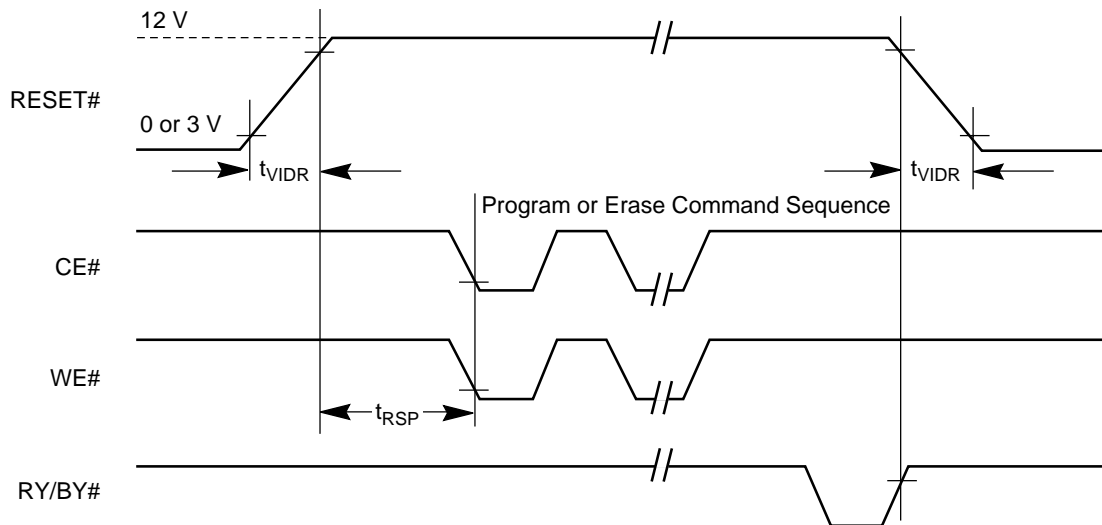 12 V
RESET#
0 or 3 V
tVIDR
tVIDR
Program or Erase Command Sequence
CE#
WE#
tRSP
RY/BY#